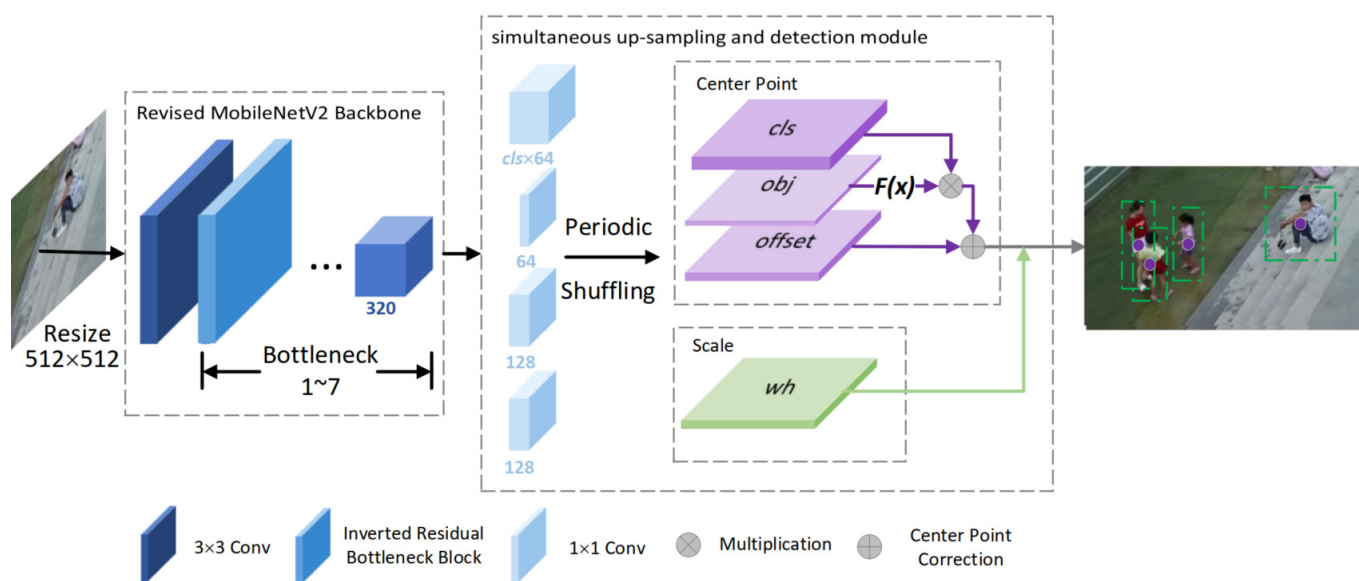 simultaneous up-sampling and detection module
Revised MobileNetV2 Backbone
Resize
512×512
320
Bottleneck
1~7
cls×64
64
128
128
Periodic
Shuffling
Center Point
cls
obj
F(x)
offset
Scale
wh
3×3 Conv
Inverted Residual
Bottleneck Block
1×1 Conv
Multiplication
Center Point
Correction